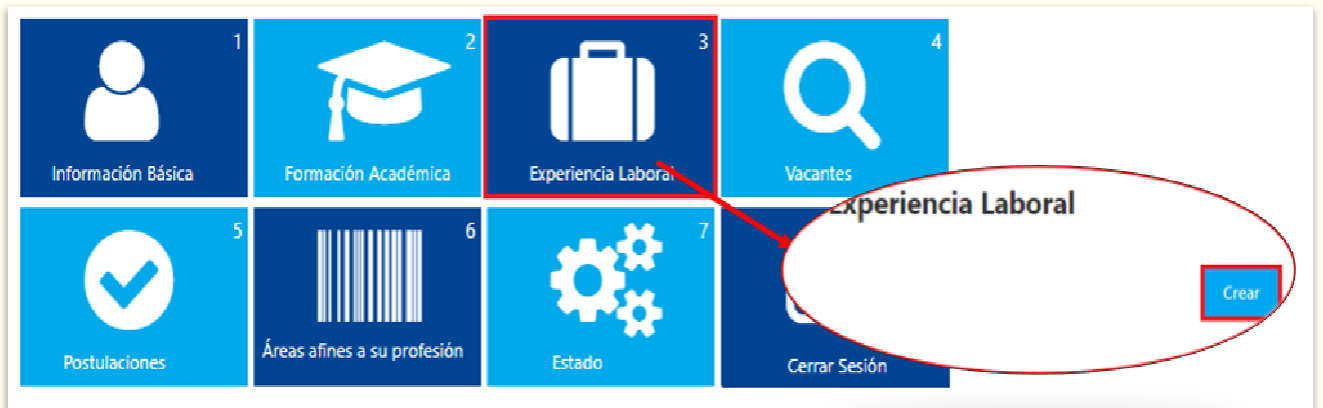 1
Información Básica
2
Formación Académica
3
Experiencia Laboral
4
Vacantes
5
Postulaciones
6
Áreas afines a su profesión
7
Estado
Cerrar Sesión
Experiencia Laboral
Crear